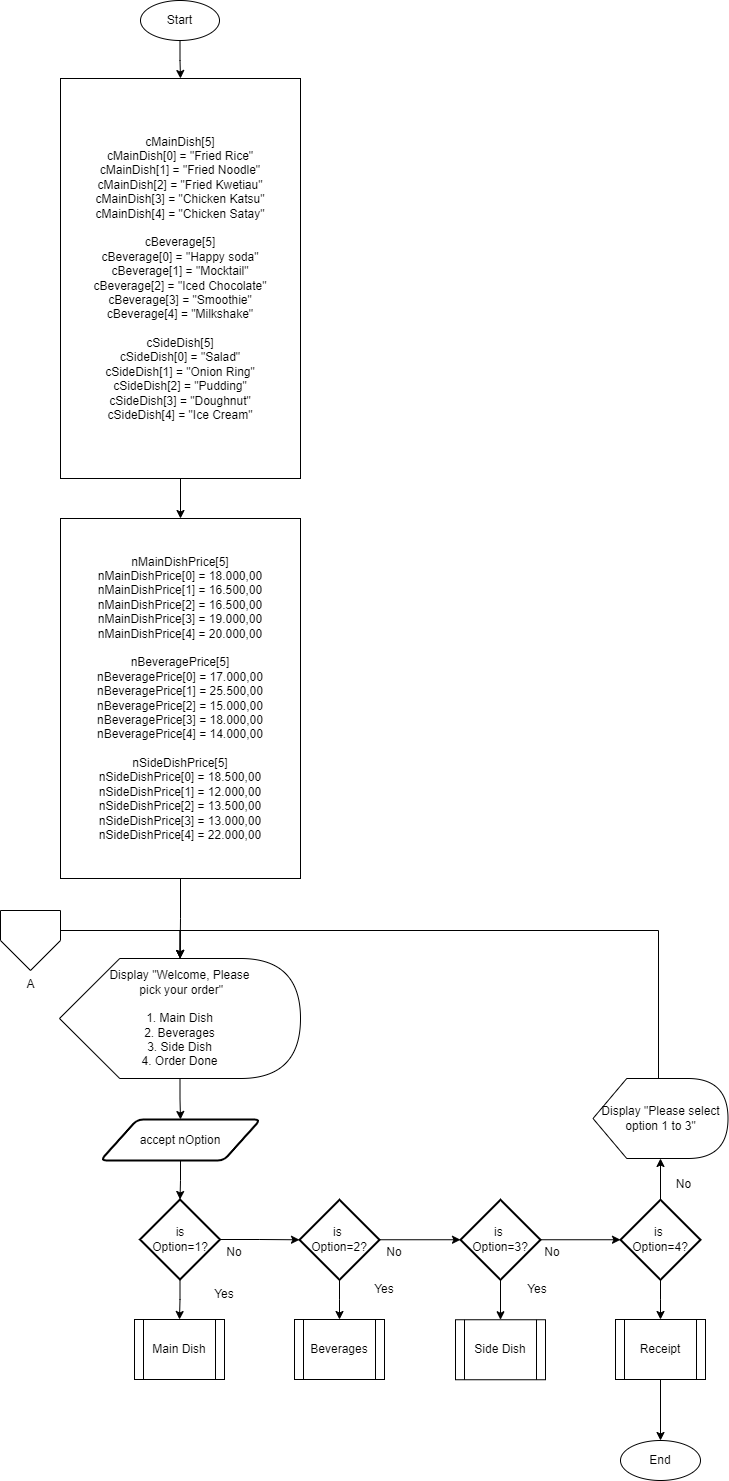 Start
cMainDish[5]
cMainDish[0] = "Fried Rice"
cMainDish[1] = "Fried Noodle"
cMainDish[2] = "Fried Kwetiau"
cMainDish[3] = "Chicken Katsu"
cMainDish[4] = "Chicken Satay"
cBeverage[5]
cBeverage[0] = "Happy soda"
cBeverage[1] = "Mocktail"
cBeverage[2] = "Iced Chocolate"
cBeverage[3] = "Smoothie"
cBeverage[4] = "Milkshake"
cSideDish[5]
cSideDish[0] = "Salad"
cSideDish[1] = "Onion Ring"
cSideDish[2] = "Pudding"
cSideDish[3] = "Doughnut"
cSideDish[4] = "Ice Cream"
nMainDishPrice[5]
nMainDishPrice[0] = 18.000,00
nMainDishPrice[1] = 16.500,00
nMainDishPrice[2] = 16.500,00
nMainDishPrice[3] = 19.000,00
nMainDishPrice[4] = 20.000,00
nBeveragePrice[5]
nBeveragePrice[0] = 17.000,00
nBeveragePrice[1] = 25.500,00
nBeveragePrice[2] = 15.000,00
nBeveragePrice[3] = 18.000,00
nBeveragePrice[4] = 14.000,00
nSideDishPrice[5]
nSideDishPrice[0] = 18.500,00
nSideDishPrice[1] = 12.000,00
nSideDishPrice[2] = 13.500,00
nSideDishPrice[3] = 13.000,00
nSideDishPrice[4] = 22.000,00
A
Display "Welcome, Please
pick your order"
1. Main Dish
2. Beverages
3. Side Dish
4. Order Done
accept nOption
Display "Please select
option 1 to 3"
No
is
Option=1?
No
is
Option=2?
No
is
Option=3?
No
is
Option=4?
Yes
Yes
Yes
Main Dish
Beverages
Side Dish
Receipt
End